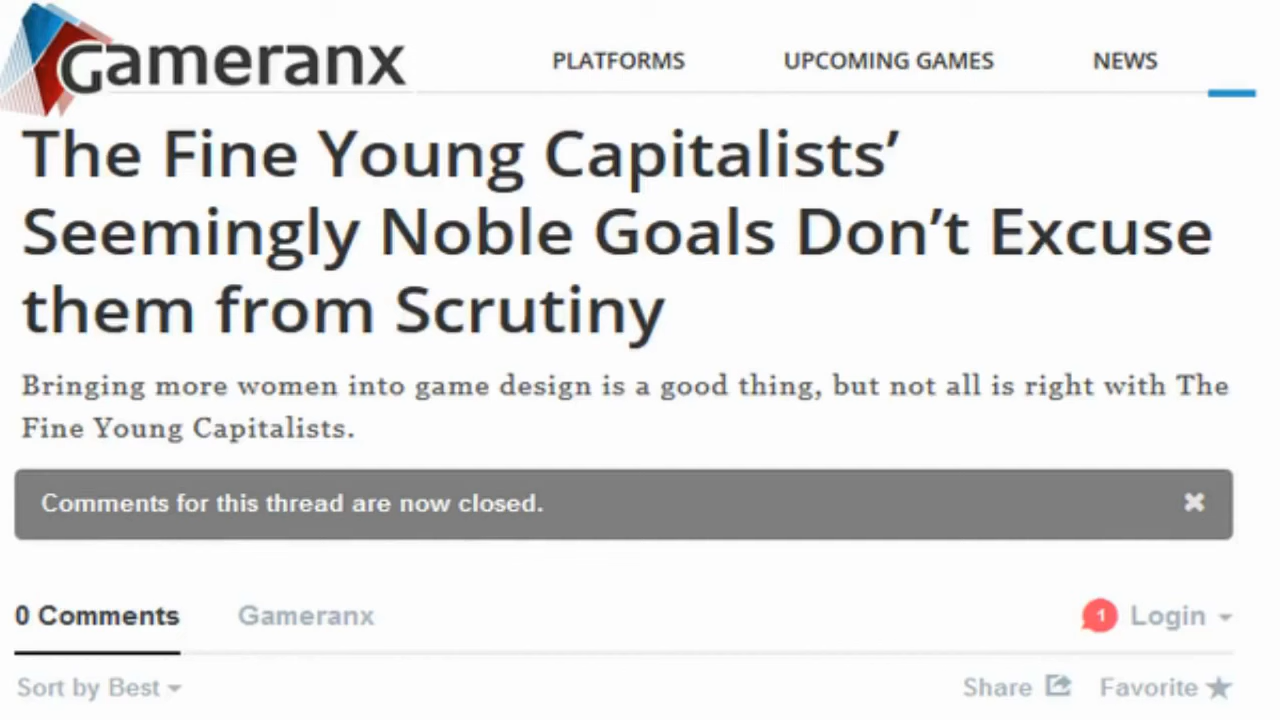 Gameranx
PLATFORMS UPCOMING GAMES NEWS
The Fine Young Capitalists’
Seemingly Noble Goals Don’t Excuse
them from Scrutiny
Bringing more women into game design is a good thing, but not all is right with The
Fine Young Capitalists.
Comments for this thread are now closed.
0 Comments Gameranx 1 Login
Sort by Best Share Favorite